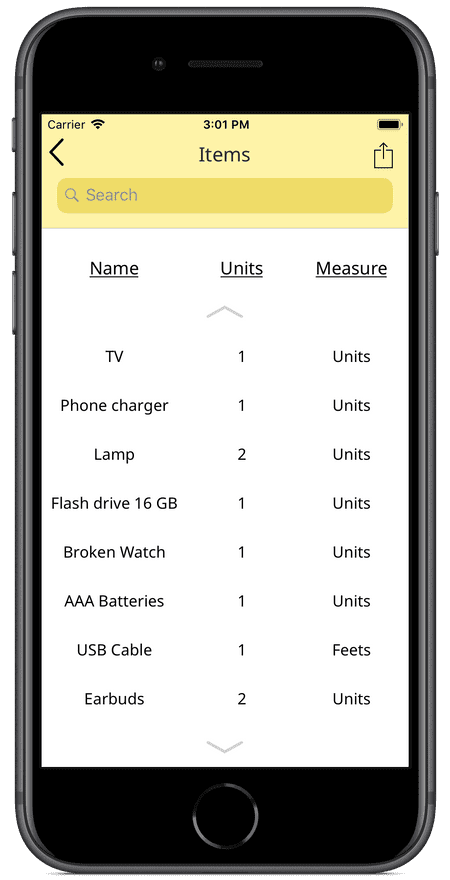 Carrier 3:01 PM
Items
Search
Name Units Measure
TV 1 Units
Phone charger 1 Units
Lamp 2 Units
Flash drive 16 GB 1 Units
Broken Watch 1 Units
AAA Batteries 1 Units
USB Cable 1 Feets
Earbuds 2 Units